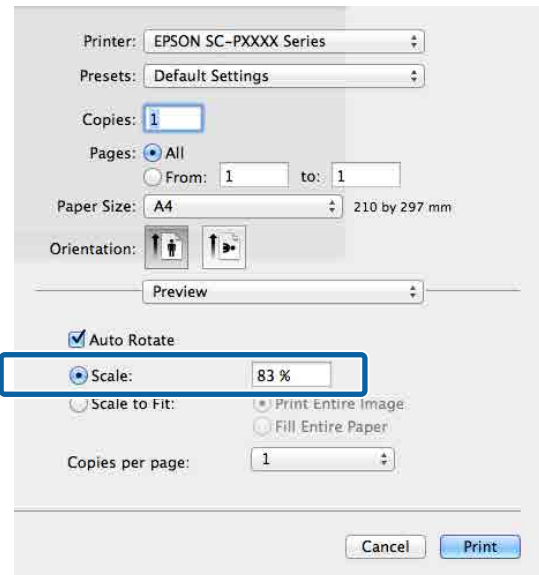 Printer: EPSON SC-PXXXX Series
Presets: Default Settings
Copies: 1
Pages: All
From: 1 to: 1
Paper Size: A4 210 by 297 mm
Orientation:
Preview
Auto Rotate
Scale: 83 %
Scale to Fit: Print Entire Image
Fill Entire Paper
Copies per page: 1
Cancel Print